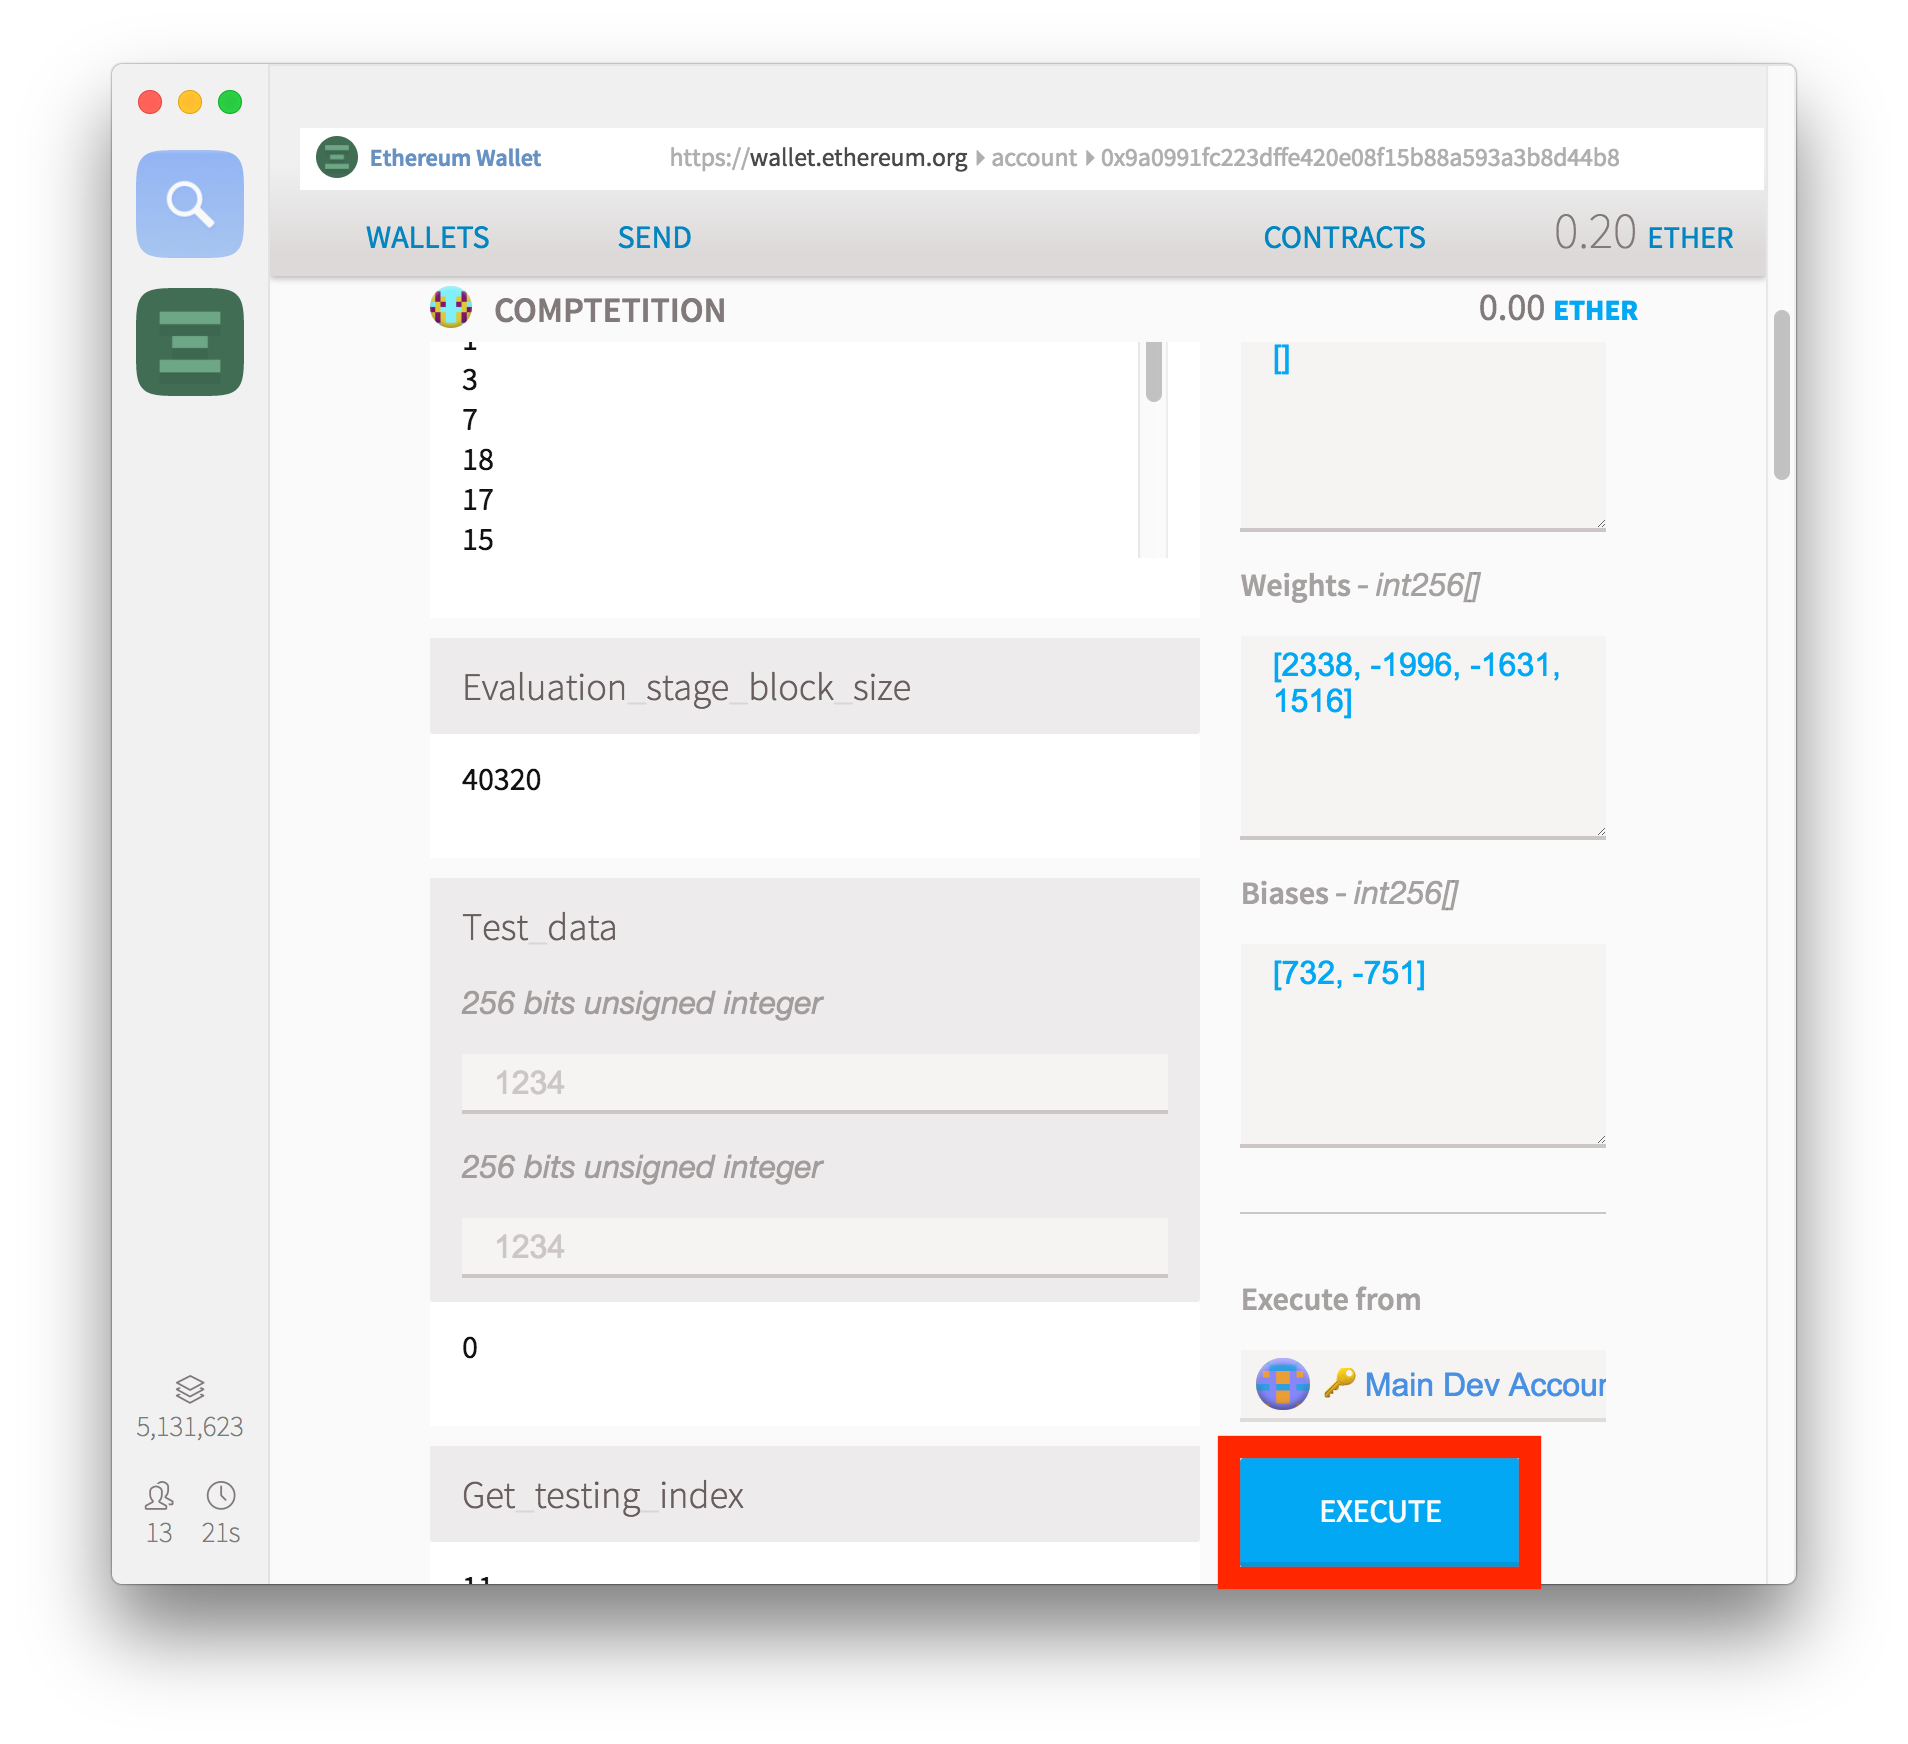 Ethereum Wallet
https://wallet.ethereum.org account 0x9a0991fc223dffe420e08f15b88a593a3b8d44b8
WALLETS SEND CONTRACTS 0.20 ETHER
COMPTETITION 0.00 ETHER
1
3
7
18
17
15
Evaluation_stage_block_size
40320
Test_data
256 bits unsigned integer
1234
256 bits unsigned integer
1234
0
Get_testing_index
11
[]
Weights - int256[]
[2338, -1996, -1631,
1516]
Biases - int256[]
[732, -751]
Execute from
Main Dev Accour
EXECUTE
5,131,623
13 21s